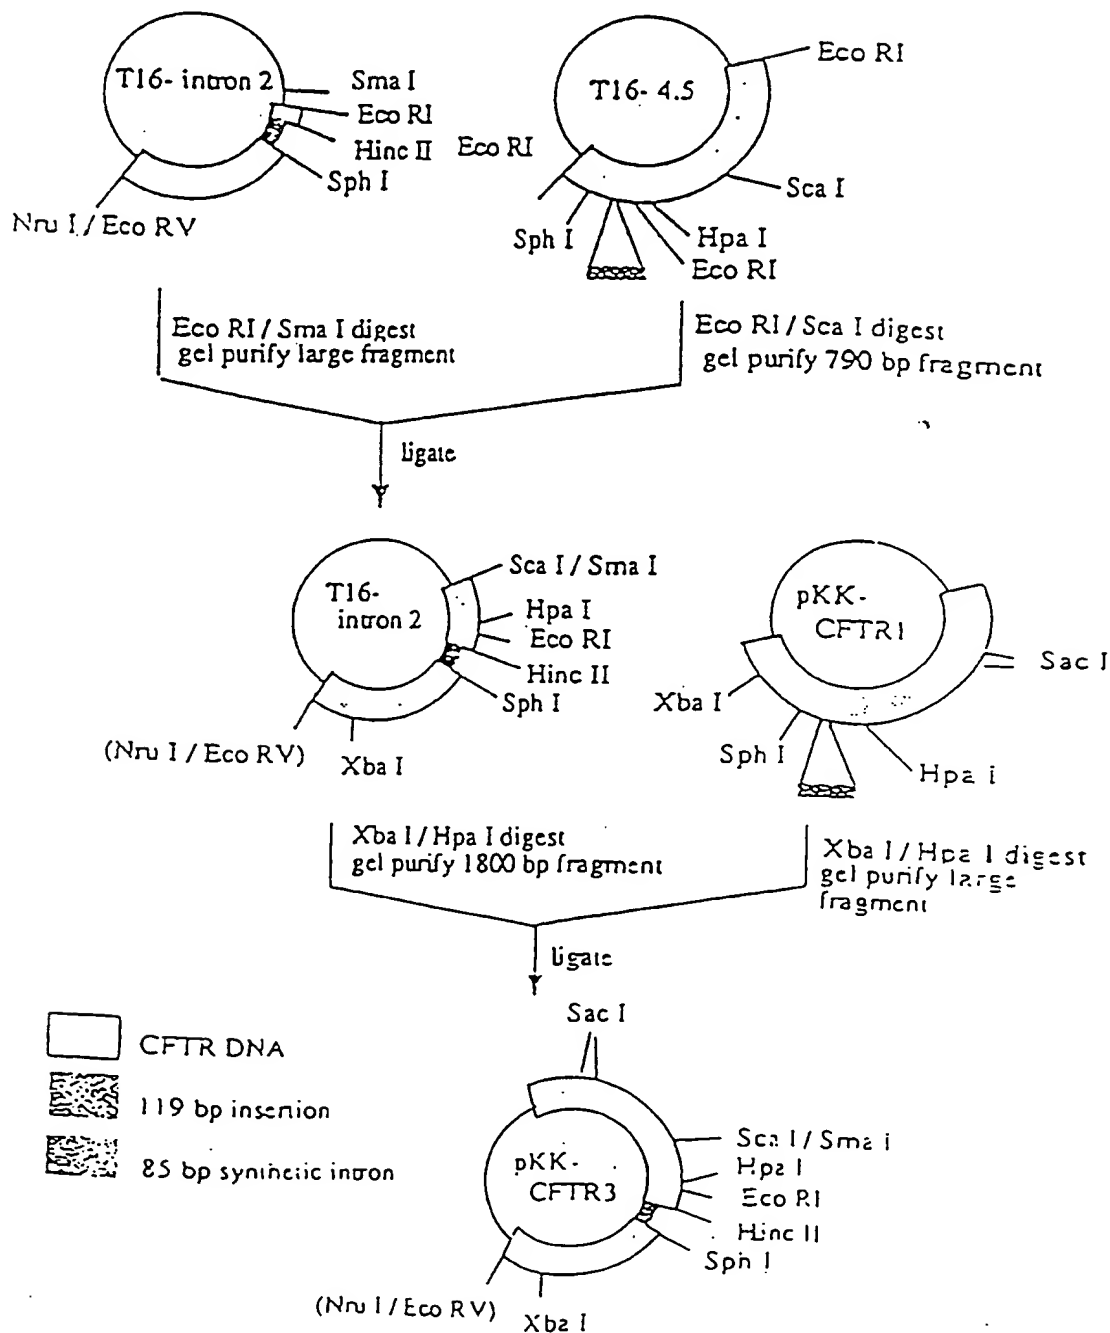 T16- intron 2
Sma I
Eco RI
Hinc II
Sph I
Nru I / Eco RV
T16- 4.5
Eco RI
Eco RI
Sca I
Sph I
Hpa I
Eco RI
Eco RI / Sma I digest
gel purify large fragment
Eco RI / Sca I digest
gel purify 790 bp fragment
ligate
T16-
intron 2
Sca I / Sma I
Hpa I
Eco RI
Hinc II
Sph I
(Nru I / Eco RV)
Xba I
pKK-
CFTR1
Sac I
Xba I
Sph I
Hpa i
Xba I / Hpa I digest
gel purify 1800 bp fragment
Xba I / Hpa I digest
gel purify large
fragment
ligate
CFTR DNA
119 bp insertion
85 bp synthetic intron
Sac I
pKK-
CFTR3
Sca I / Sma i
Hpa I
Eco RI
Hinc II
Sph I
(Nru I / Eco RV)
Xba I